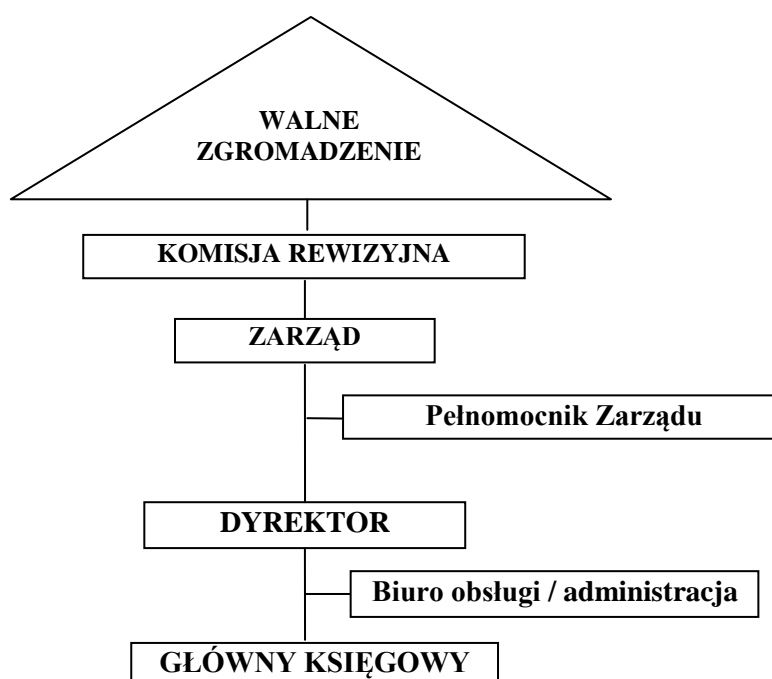 WALNE
ZGROMADZENIE
KOMISJA REWIZYJNA
ZARZĄD
Pełnomocnik Zarządu
DYREKTOR
Biuro obsługi / administracja
GŁÓWNY KSIĘGOWY